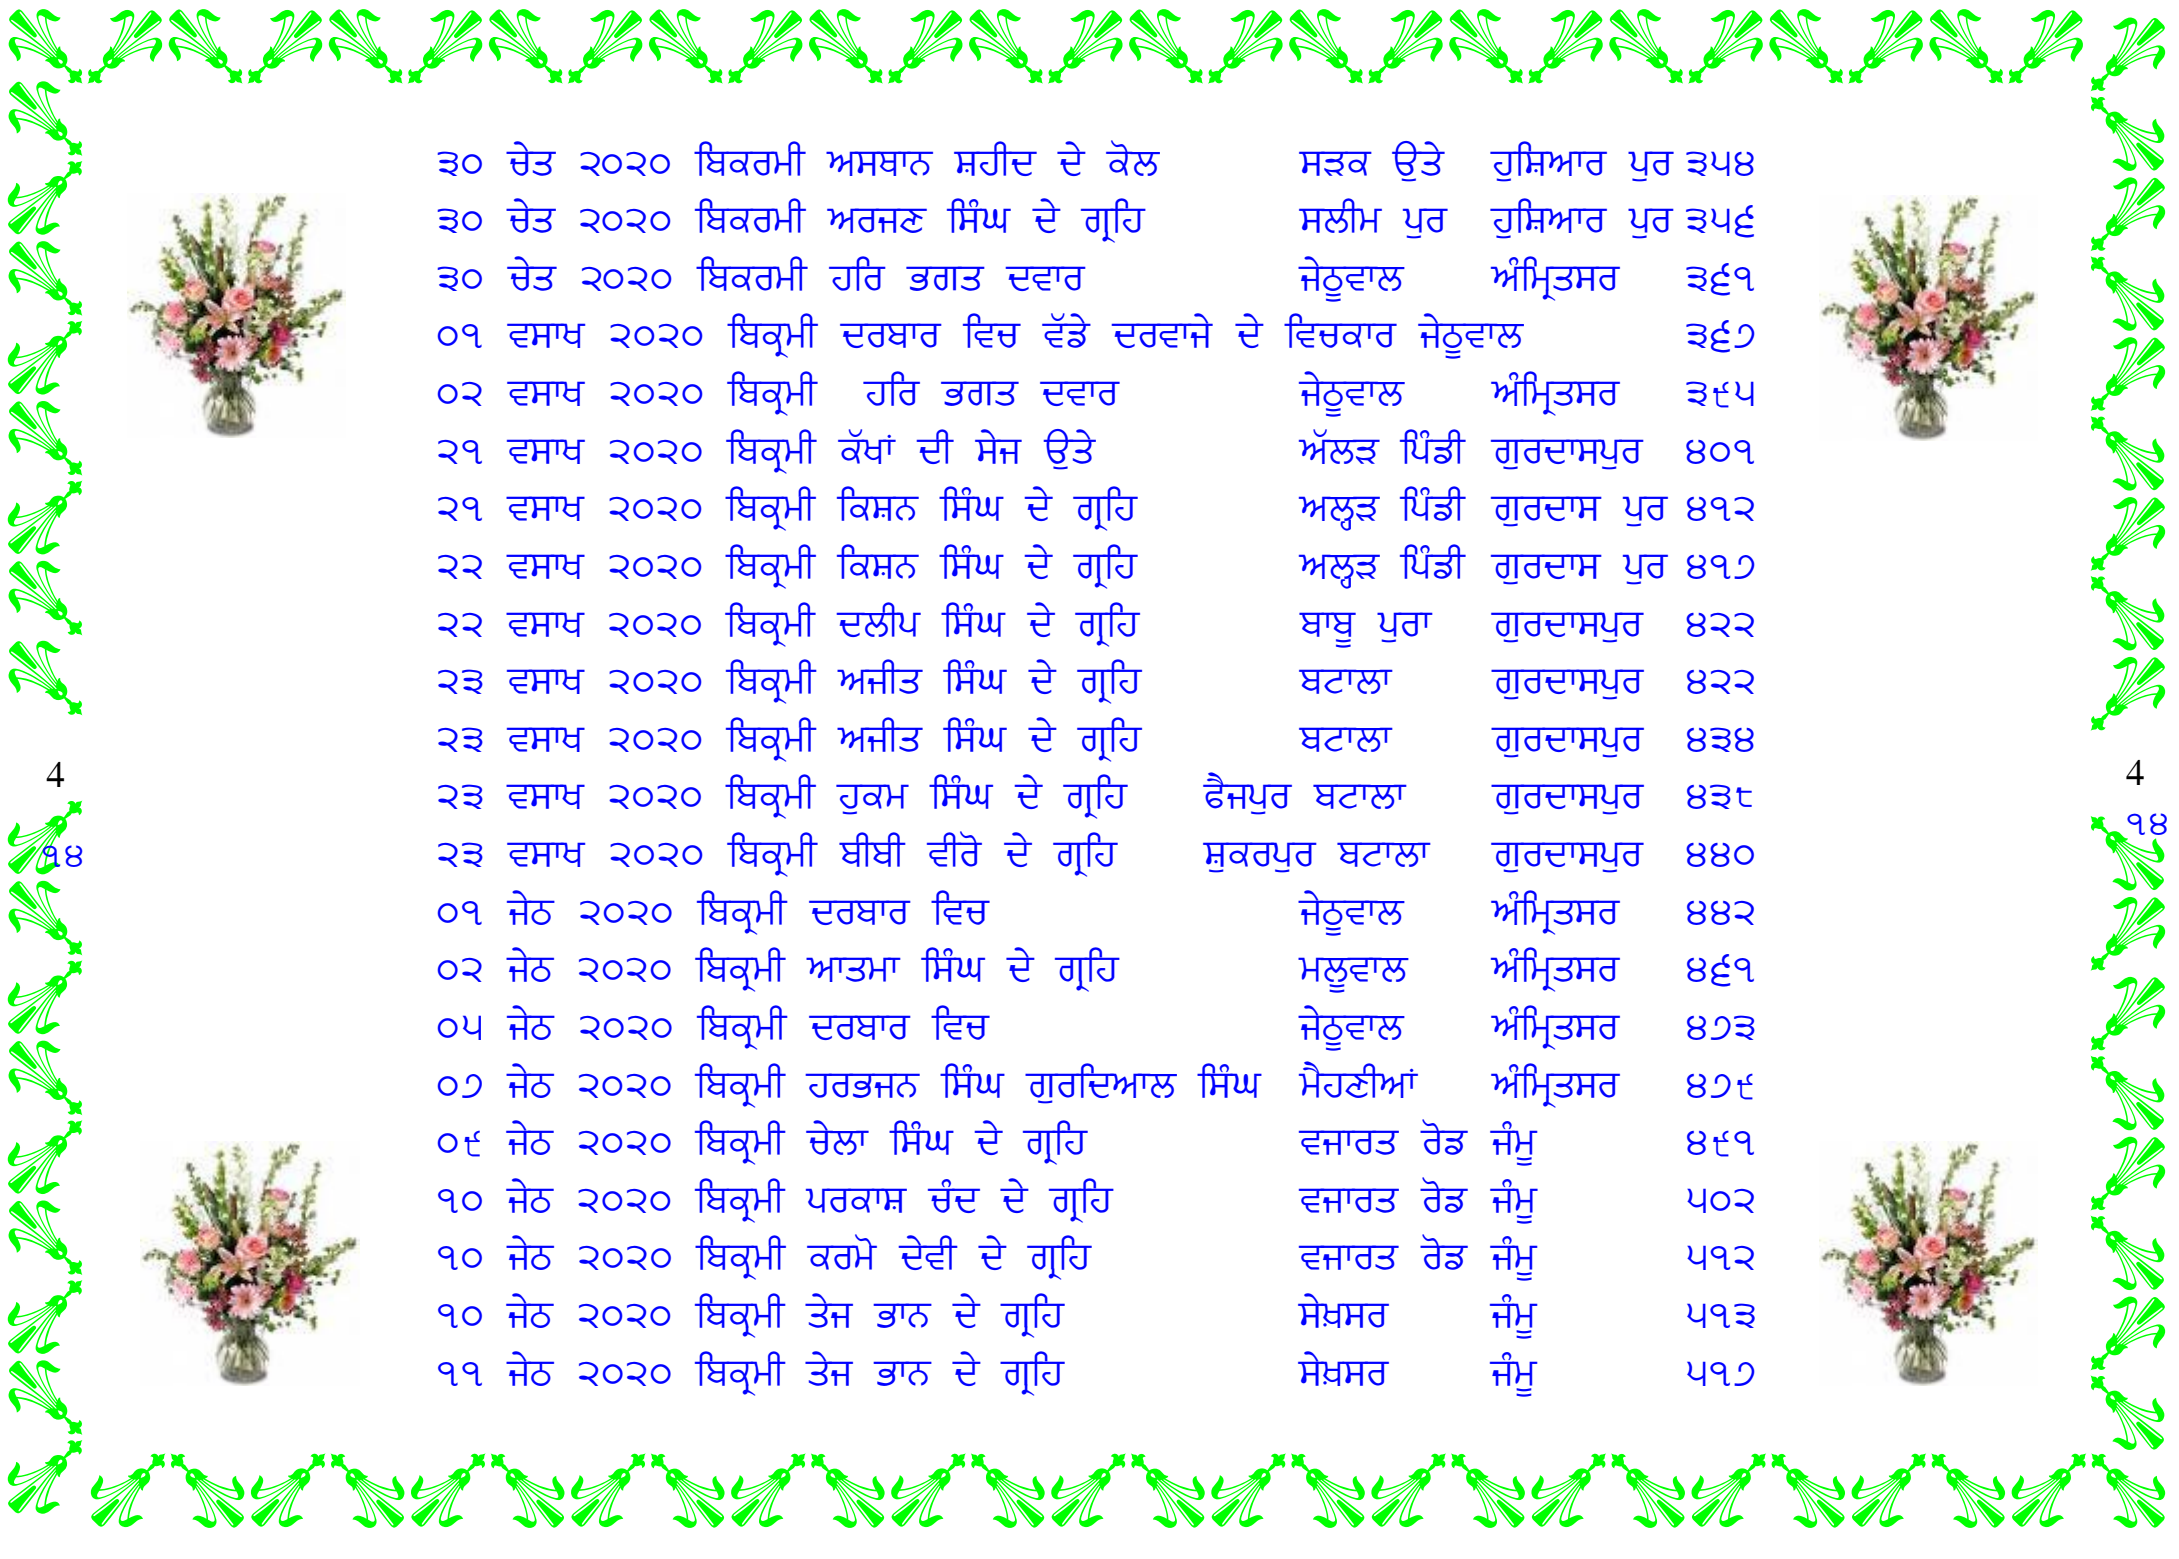 ੩੦ ਚੇਤ ੨੦੨੦ ਬਿਕਰਮੀ ਅਸਥਾਨ ਸ਼ਹੀਦ ਦੇ ਕੋਲ ਸੜਕ ਉਤੇ ਹੁਸ਼ਿਆਰ ਪੁਰ ੩੫੪
੩੦ ਚੇਤ ੨੦੨੦ ਬਿਕਰਮੀ ਅਰਜਣ ਸਿੰਘ ਦੇ ਗ੍ਰਹਿ ਸਲੀਮ ਪੁਰ ਹੁਸ਼ਿਆਰ ਪੁਰ ੩੫੬
੩੦ ਚੇਤ ੨੦੨੦ ਬਿਕਰਮੀ ਹਰਿ ਭਗਤ ਦਵਾਰ ਜੇਠੂਵਾਲ ਅੰਮ੍ਰਿਤਸਰ ੩੬੧
੦੧ ਵਸਾਖ ੨੦੨੦ ਬਿਕ੍ਰਮੀ ਦਰਬਾਰ ਵਿਚ ਵੱਡੇ ਦਰਵਾਜੇ ਦੇ ਵਿਚਕਾਰ ਜੇਠੂਵਾਲ ੩੬੭
੦੨ ਵਸਾਖ ੨੦੨੦ ਬਿਕ੍ਰਮੀ ਹਰਿ ਭਗਤ ਦਵਾਰ ਜੇਠੂਵਾਲ ਅੰਮ੍ਰਿਤਸਰ ੩੯੫
੨੧ ਵਸਾਖ ੨੦੨੦ ਬਿਕ੍ਰਮੀ ਕੱਖਾਂ ਦੀ ਸੇਜ ਉਤੇ ਅੱਲੜ ਪਿੰਡੀ ਗੁਰਦਾਸਪੁਰ ੪੦੧
੨੧ ਵਸਾਖ ੨੦੨੦ ਬਿਕ੍ਰਮੀ ਕਿਸ਼ਨ ਸਿੰਘ ਦੇ ਗ੍ਰਹਿ ਅਲ੍ਹੜ ਪਿੰਡੀ ਗੁਰਦਾਸ ਪੁਰ ੪੧੨
੨੨ ਵਸਾਖ ੨੦੨੦ ਬਿਕ੍ਰਮੀ ਕਿਸ਼ਨ ਸਿੰਘ ਦੇ ਗ੍ਰਹਿ ਅਲ੍ਹੜ ਪਿੰਡੀ ਗੁਰਦਾਸ ਪੁਰ ੪੧੭
੨੨ ਵਸਾਖ ੨੦੨੦ ਬਿਕ੍ਰਮੀ ਦਲੀਪ ਸਿੰਘ ਦੇ ਗ੍ਰਹਿ ਬਾਬੂ ਪੁਰਾ ਗੁਰਦਾਸਪੁਰ ੪੨੨
੨੩ ਵਸਾਖ ੨੦੨੦ ਬਿਕ੍ਰਮੀ ਅਜੀਤ ਸਿੰਘ ਦੇ ਗ੍ਰਹਿ ਬਟਾਲਾ ਗੁਰਦਾਸਪੁਰ ੪੨੨
੨੩ ਵਸਾਖ ੨੦੨੦ ਬਿਕ੍ਰਮੀ ਅਜੀਤ ਸਿੰਘ ਦੇ ਗ੍ਰਹਿ ਬਟਾਲਾ ਗੁਰਦਾਸਪੁਰ ੪੩੪
੨੩ ਵਸਾਖ ੨੦੨੦ ਬਿਕ੍ਰਮੀ ਹੁਕਮ ਸਿੰਘ ਦੇ ਗ੍ਰਹਿ ਫੈਜਪੁਰ ਬਟਾਲਾ ਗੁਰਦਾਸਪੁਰ ੪੩੮
੨੩ ਵਸਾਖ ੨੦੨੦ ਬਿਕ੍ਰਮੀ ਬੀਬੀ ਵੀਰੋ ਦੇ ਗ੍ਰਹਿ ਸ਼ੁਕਰਪੁਰ ਬਟਾਲਾ ਗੁਰਦਾਸਪੁਰ ੪੪੦
੦੧ ਜੇਠ ੨੦੨੦ ਬਿਕ੍ਰਮੀ ਦਰਬਾਰ ਵਿਚ ਜੇਠੂਵਾਲ ਅੰਮ੍ਰਿਤਸਰ ੪੪੨
੦੨ ਜੇਠ ੨੦੨੦ ਬਿਕ੍ਰਮੀ ਆਤਮਾ ਸਿੰਘ ਦੇ ਗ੍ਰਹਿ ਮਲੂਵਾਲ ਅੰਮ੍ਰਿਤਸਰ ੪੬੧
੦੫ ਜੇਠ ੨੦੨੦ ਬਿਕ੍ਰਮੀ ਦਰਬਾਰ ਵਿਚ ਜੇਠੂਵਾਲ ਅੰਮ੍ਰਿਤਸਰ ੪੭੩
੦੭ ਜੇਠ ੨੦੨੦ ਬਿਕ੍ਰਮੀ ਹਰਭਜਨ ਸਿੰਘ ਗੁਰਦਿਆਲ ਸਿੰਘ ਮੈਹਣੀਆਂ ਅੰਮ੍ਰਿਤਸਰ ੪੭੯
੦੯ ਜੇਠ ੨੦੨੦ ਬਿਕ੍ਰਮੀ ਚੇਲਾ ਸਿੰਘ ਦੇ ਗ੍ਰਹਿ ਵਜਾਰਤ ਰੋਡ ਜੰਮੂ ੪੯੧
੧੦ ਜੇਠ ੨੦੨੦ ਬਿਕ੍ਰਮੀ ਪਰਕਾਸ਼ ਚੰਦ ਦੇ ਗ੍ਰਹਿ ਵਜਾਰਤ ਰੋਡ ਜੰਮੂ ੫੦੨
੧੦ ਜੇਠ ੨੦੨੦ ਬਿਕ੍ਰਮੀ ਕਰਮੋ ਦੇਵੀ ਦੇ ਗ੍ਰਹਿ ਵਜਾਰਤ ਰੋਡ ਜੰਮੂ ੫੧੨
੧੦ ਜੇਠ ੨੦੨੦ ਬਿਕ੍ਰਮੀ ਤੇਜ ਭਾਨ ਦੇ ਗ੍ਰਹਿ ਸੇਖ਼ਸਰ ਜੰਮੂ ੫੧੩
੧੧ ਜੇਠ ੨੦੨੦ ਬਿਕ੍ਰਮੀ ਤੇਜ ਭਾਨ ਦੇ ਗ੍ਰਹਿ ਸੇਖ਼ਸਰ ਜੰਮੂ ੫੧੭
4
੧੪
4
੧੪